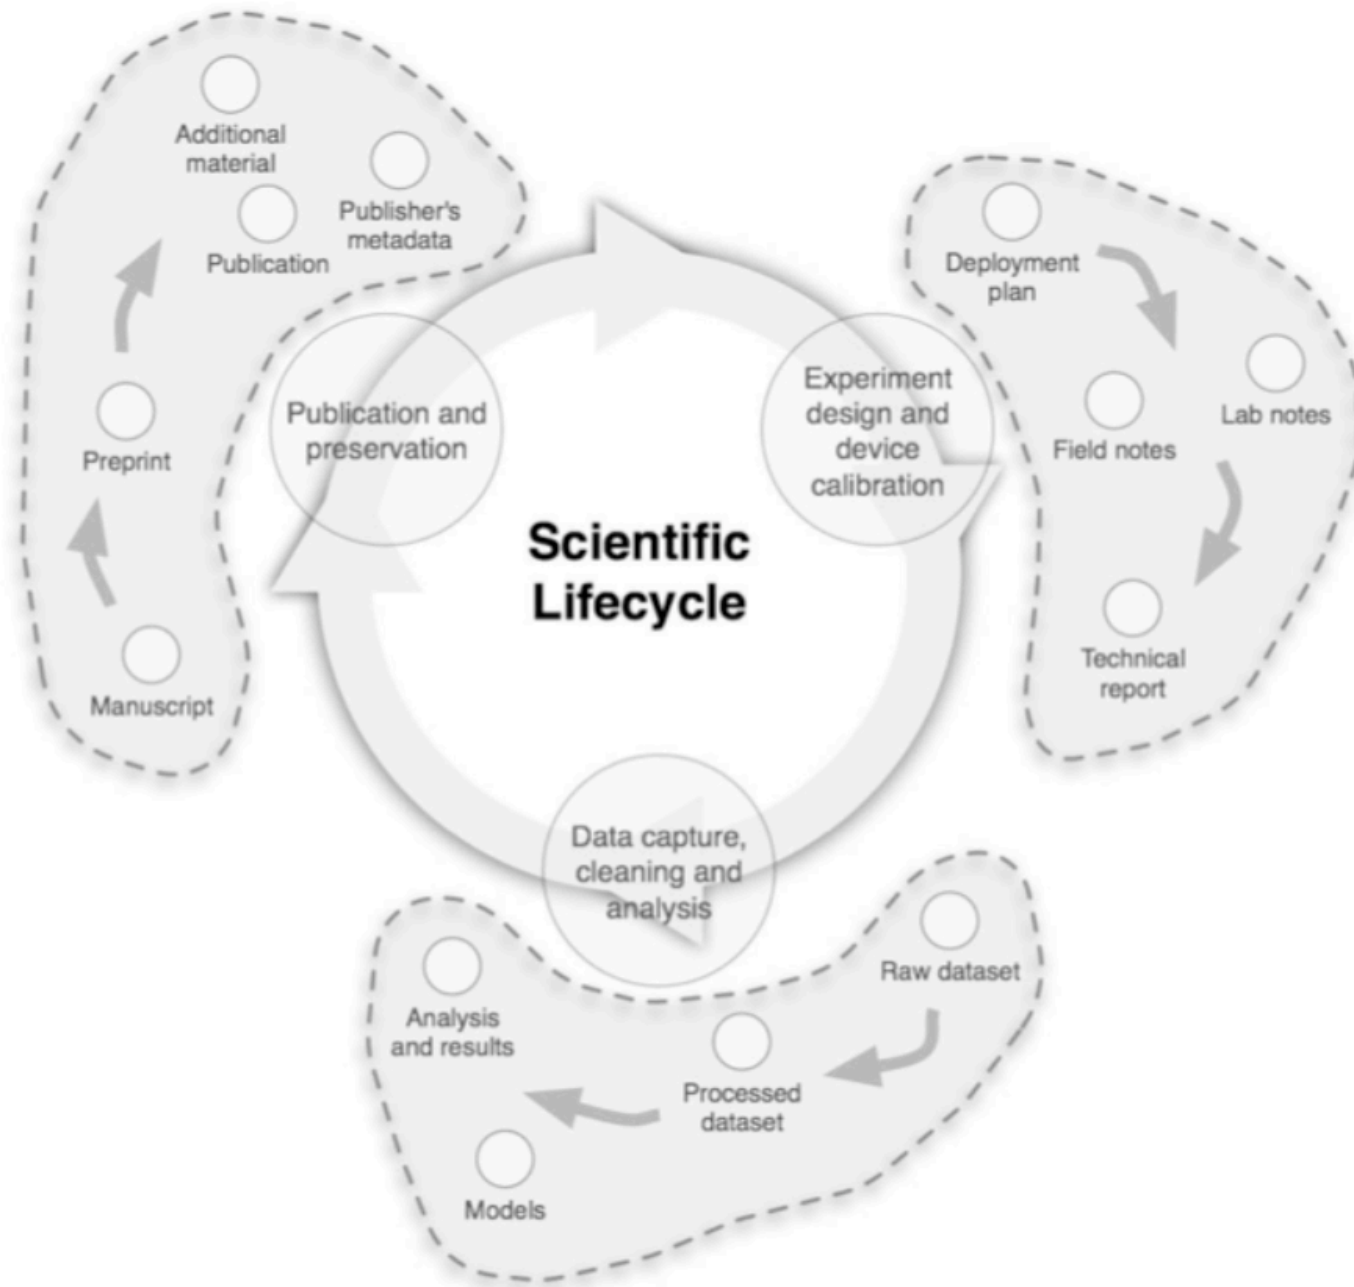 Additional
material
Publisher's
metadata
Publication
Preprint
Manuscript
Publication and
preservation
Scientific
Lifecycle
Experiment
design and
device
calibration
Deployment
plan
Field notes
Lab notes
Technical
report
Data capture,
cleaning and
analysis
Raw dataset
Processed
dataset
Analysis
and results
Models